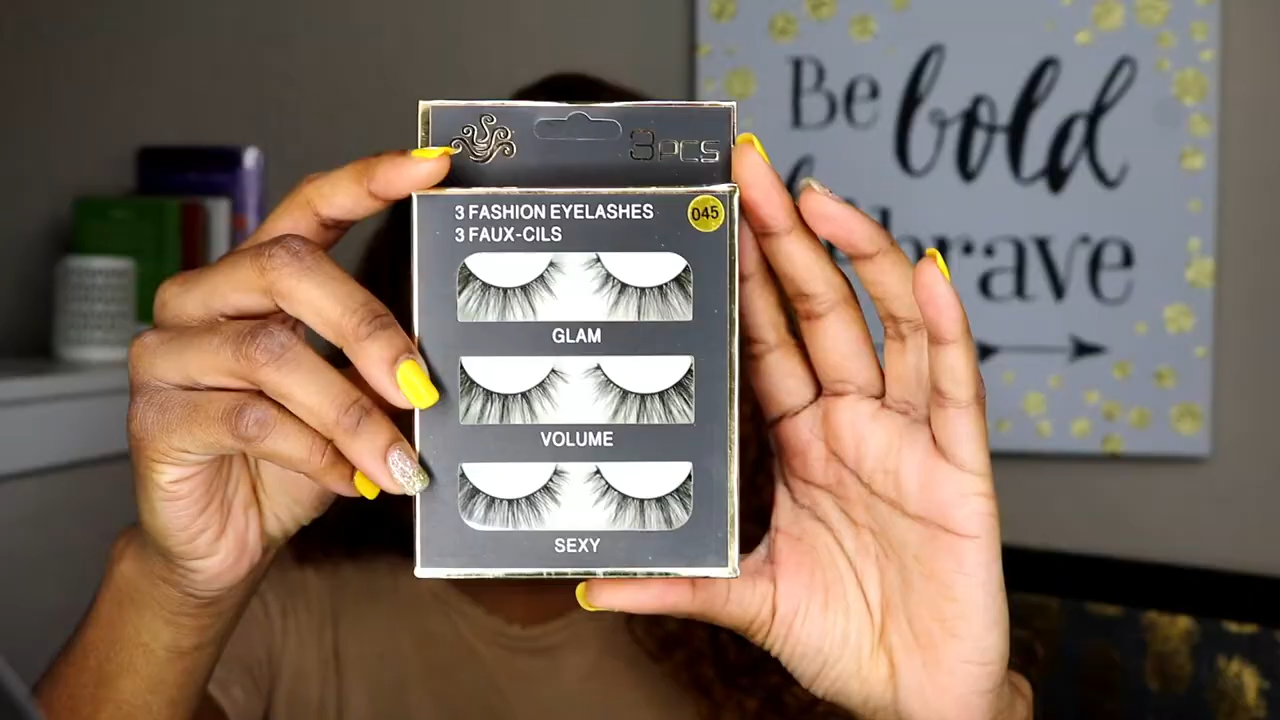 3PCS
3 FASHION EYELASHES
3 FAUX-CILS
045
GLAM
VOLUME
SEXY
Be bold
brave